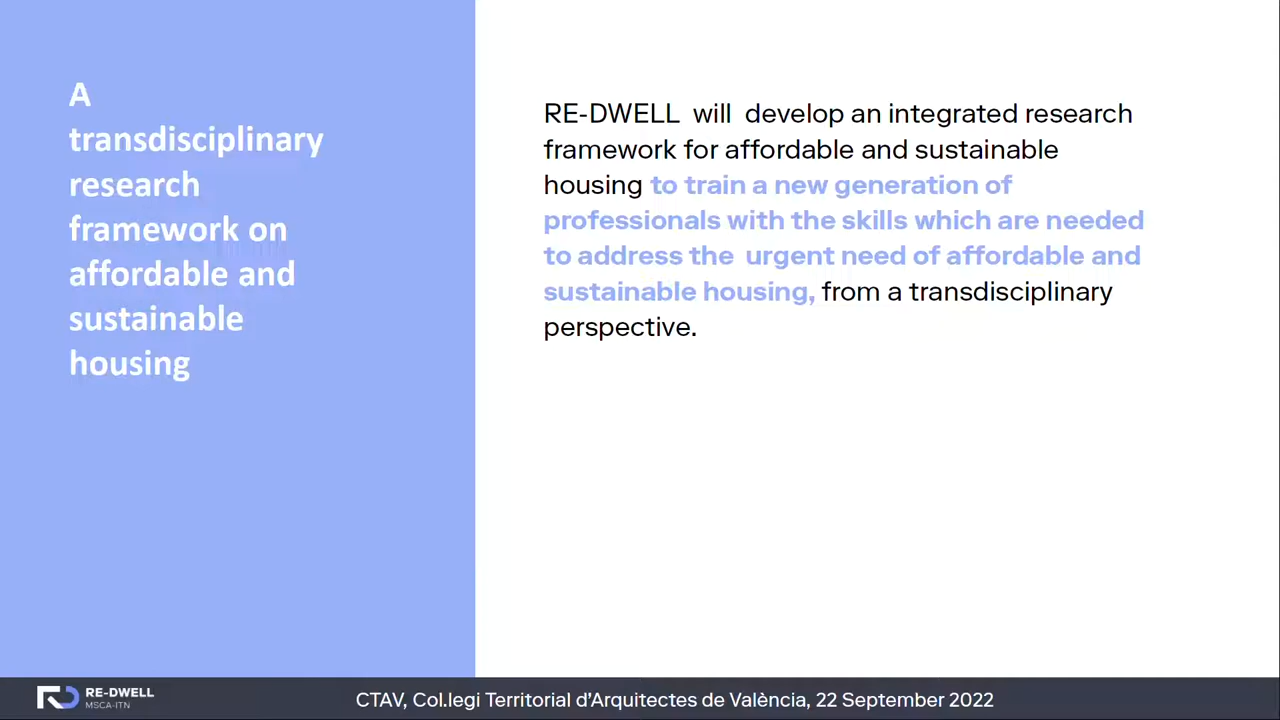 A
transdisciplinary
research
framework on
affordable and
sustainable
housing
RE-DWELL will develop an integrated research
framework for affordable and sustainable
housing to train a new generation of
professionals with the skills which are needed
to address the urgent need of affordable and
sustainable housing, from a transdisciplinary
perspective.
RE-DWELL
MSCA-ITN
CTAV, Col.legi Territorial d'Arquitectes de València, 22 September 2022